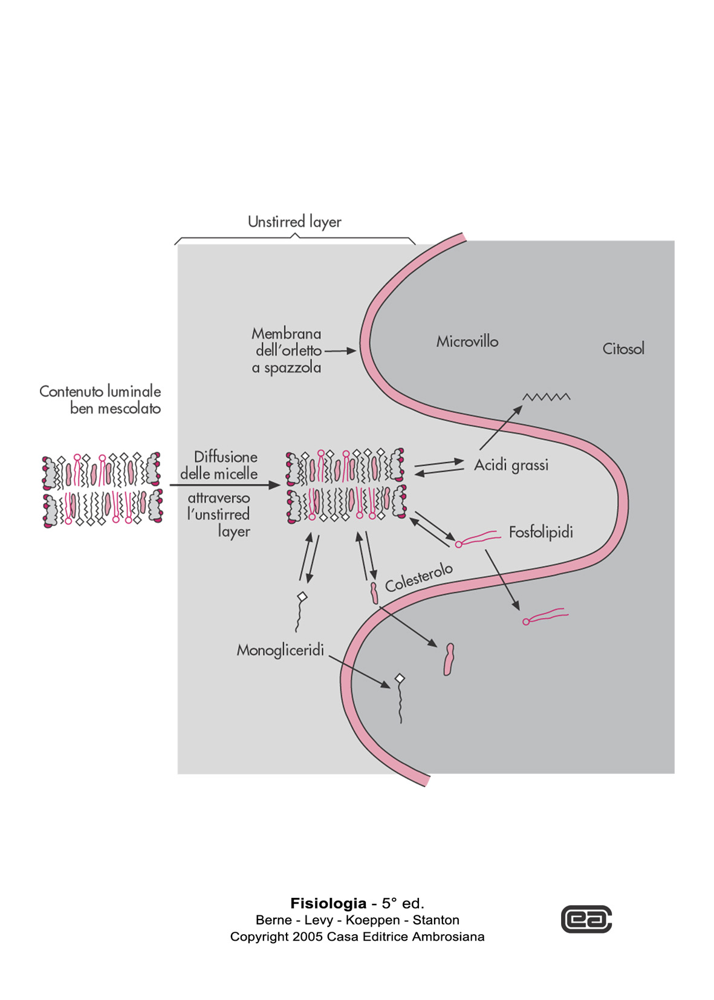 Unstirred layer
Membrana
dell'orletto
a spazzola
Microvillo
Citosol
Contenuto luminale
ben mescolato
Diffusione
delle micelle
attraverso
l'unstirred
layer
Acidi grassi
Fosfolipidi
Colesterolo
Monogliceridi
Fisiologia - 5° ed.
Berne - Levy - Koeppen - Stanton
Copyright 2005 Casa Editrice Ambrosiana
ea